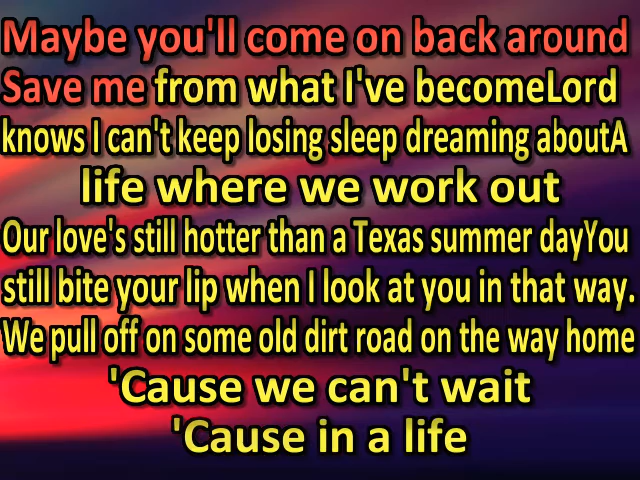 Maybe you'll come on back around
Save me from what I've becomeLord
knows I can't keep losing sleep dreaming aboutA
life where we work out
Our love's still hotter than a Texas summer dayYou
still bite your lip when I look at you in that way.
We pull off on some old dirt road on the way home
'Cause we can't wait
'Cause in a life